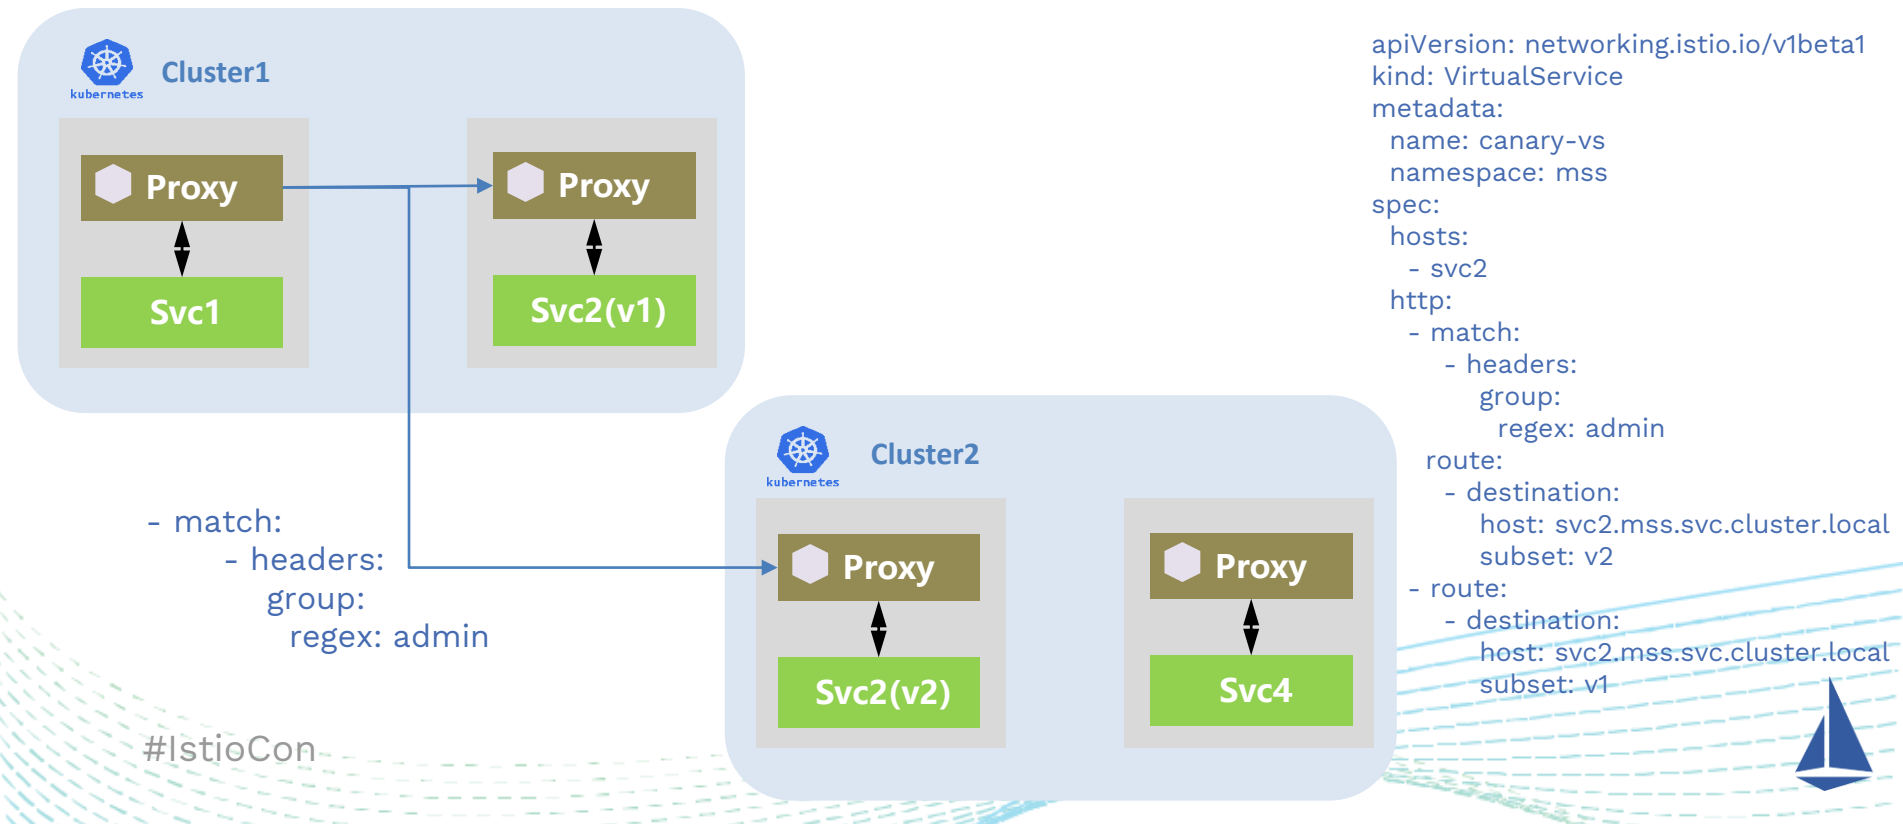 kubernetes
Cluster1
Proxy
Svc1
Proxy
Svc2(v1)
- match:
    - headers:
      group:
        regex: admin
kubernetes
Cluster2
Proxy
Svc2(v2)
Proxy
Svc4
apiVersion: networking.istio.io/v1beta1
kind: VirtualService
metadata:
  name: canary-vs
  namespace: mss
spec:
  hosts:
    - svc2
  http:
    - match:
        - headers:
            group:
              regex: admin
      route:
        - destination:
            host: svc2.mss.svc.cluster.local
            subset: v2
    - route:
        - destination:
            host: svc2.mss.svc.cluster.local
            subset: v1
#IstioCon